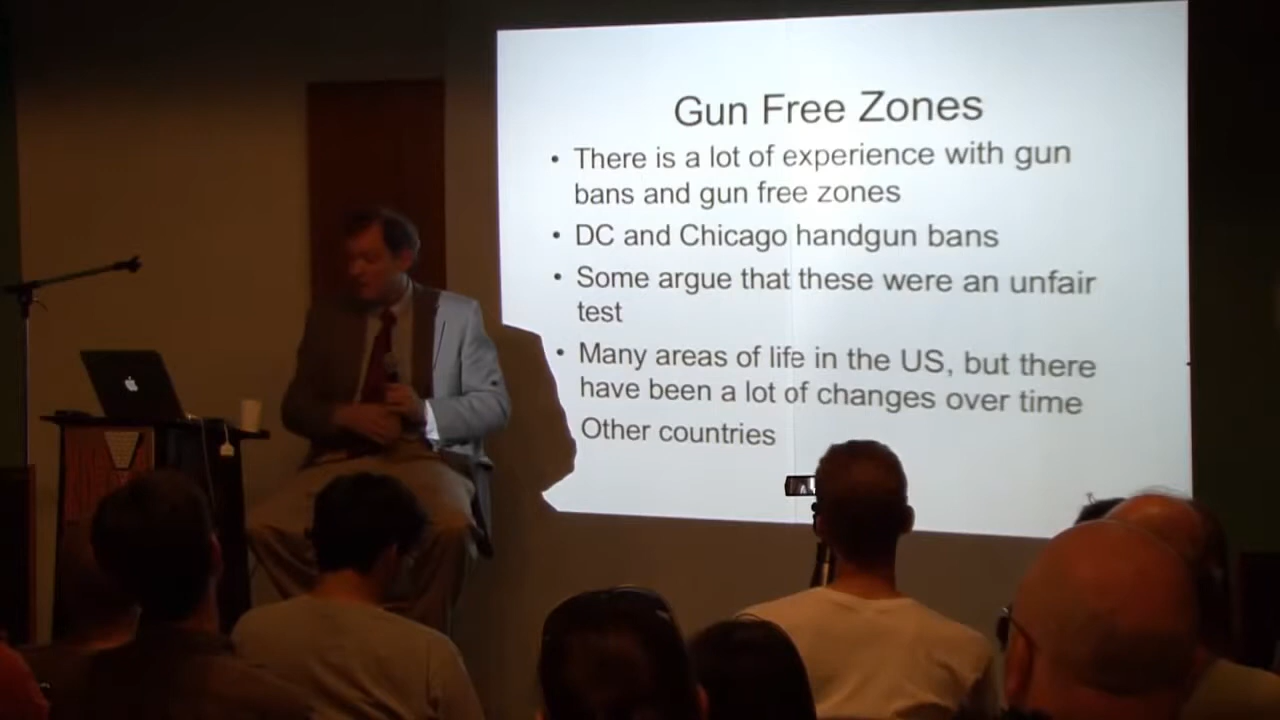 Gun Free Zones
• There is a lot of experience with gun
bans and gun free zones
• DC and Chicago handgun bans
• Some argue that these were an unfair
test
• Many areas of life in the US, but there
have been a lot of changes over time
Other countries